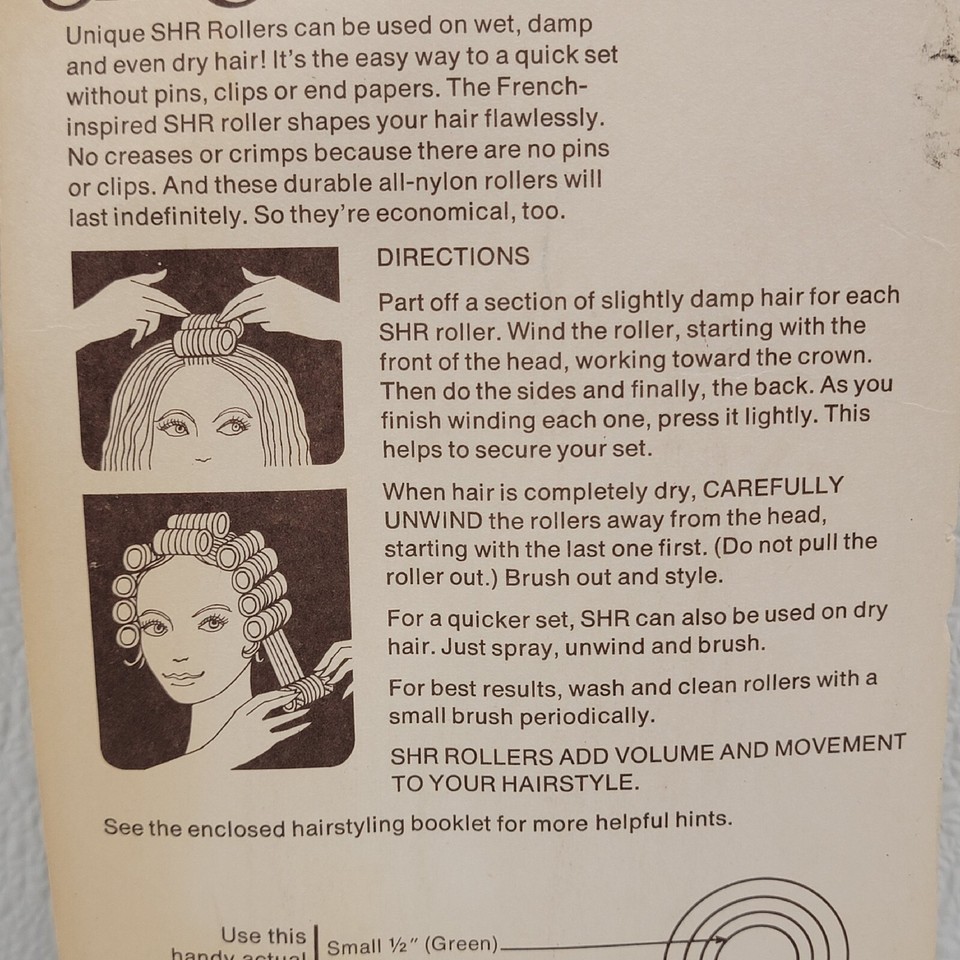 Unique SHR Rollers can be used on wet, damp
and even dry hair! It's the easy way to a quick set
without pins, clips or end papers. The French-
inspired SHR roller shapes your hair flawlessly.
No creases or crimps because there are no pins
or clips. And these durable all-nylon rollers will
last indefinitely. So they're economical, too.
DIRECTIONS
Part off a section of slightly damp hair for each
SHR roller. Wind the roller, starting with the
front of the head, working toward the crown.
Then do the sides and finally, the back. As you
finish winding each one, press it lightly. This
helps to secure your set.
When hair is completely dry, CAREFULLY
UNWIND the rollers away from the head,
starting with the last one first. (Do not pull the
roller out.) Brush out and style.
For a quicker set, SHR can also be used on dry
hair. Just spray, unwind and brush.
For best results, wash and clean rollers with a
small brush periodically.
SHR ROLLERS ADD VOLUME AND MOVEMENT
TO YOUR HAIRSTYLE.
See the enclosed hairstyling booklet for more helpful hints.
Use this
handy actual
Small ½" (Green)